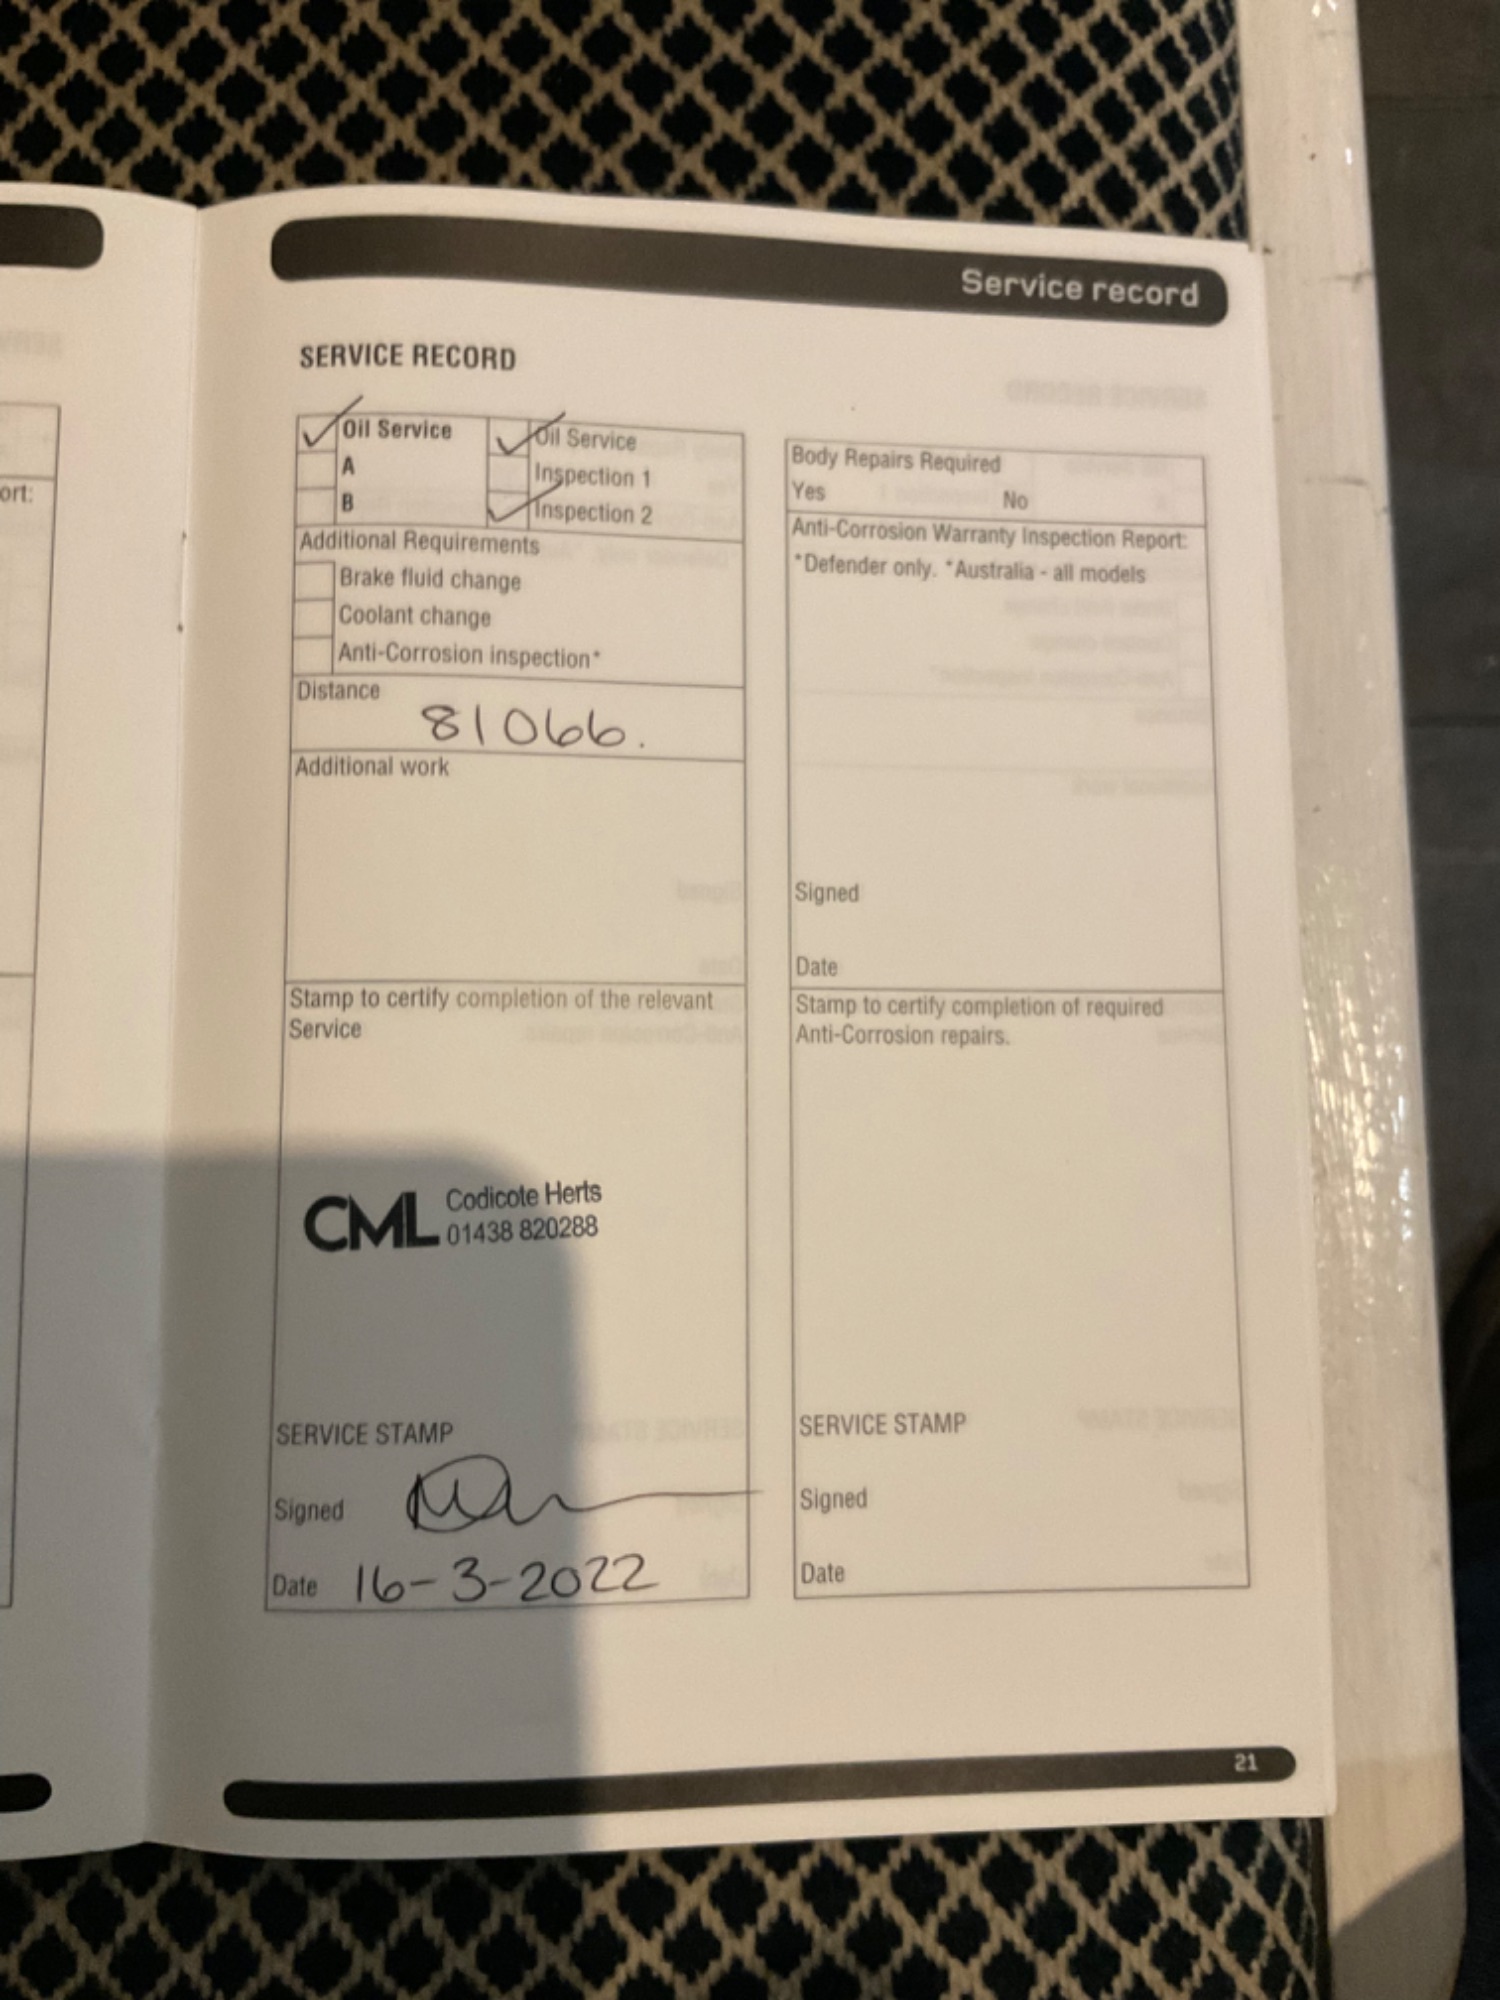 Service record
SERVICE RECORD
Oil Service
A
B
Oil Service
Inspection 1
Inspection 2
Additional Requirements
Brake fluid change
Coolant change
Anti-Corrosion inspection*
Distance
81066.
Additional work
Stamp to certify completion of the relevant
Service
CML Codicote Herts
01438 820288
SERVICE STAMP
Signed
Date 16-3-2022
Body Repairs Required
Yes No
Anti-Corrosion Warranty Inspection Report:
*Defender only. *Australia - all models
Signed
Date
Stamp to certify completion of required
Anti-Corrosion repairs.
SERVICE STAMP
Signed
Date
21
ort: